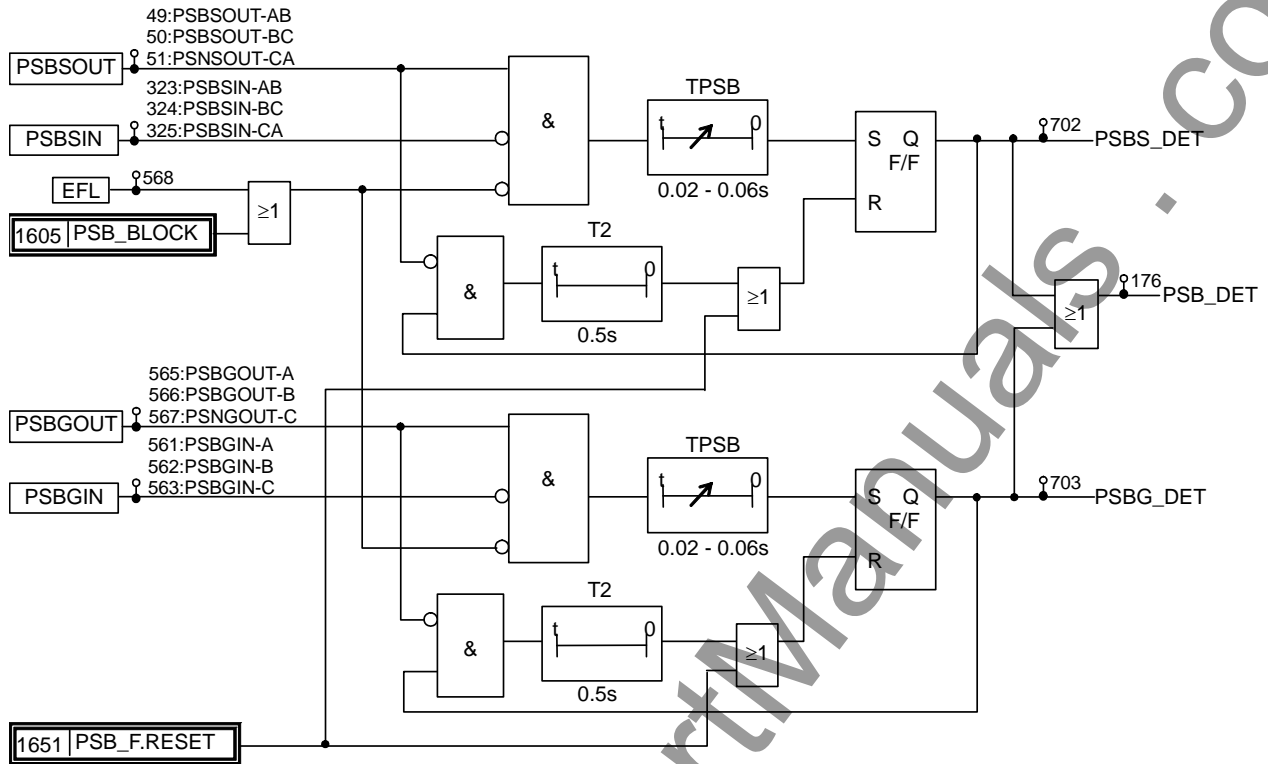 49:PSBSOUT-AB
50:PSBSOUT-BC
51:PSNSOUT-CA
PSBSOUT
323:PSBSIN-AB
324:PSBSIN-BC
325:PSBSIN-CA
PSBSIN
568
EFL
≥1
1605 PSB_BLOCK
&
TPSB
t 0
0.02 - 0.06s
S Q
F/F
R
702
PSBS_DET
&
T2
t 0
0.5s
≥1
176
PSB_DET
≥1
565:PSBGOUT-A
566:PSBGOUT-B
567:PSNGOUT-C
PSBGOUT
561:PSBGIN-A
562:PSBGIN-B
563:PSBGIN-C
PSBGIN
&
TPSB
t 0
0.02 - 0.06s
S Q
F/F
R
703
PSBG_DET
&
T2
t 0
0.5s
≥1
1651 PSB_F.RESET
rtManuals . co